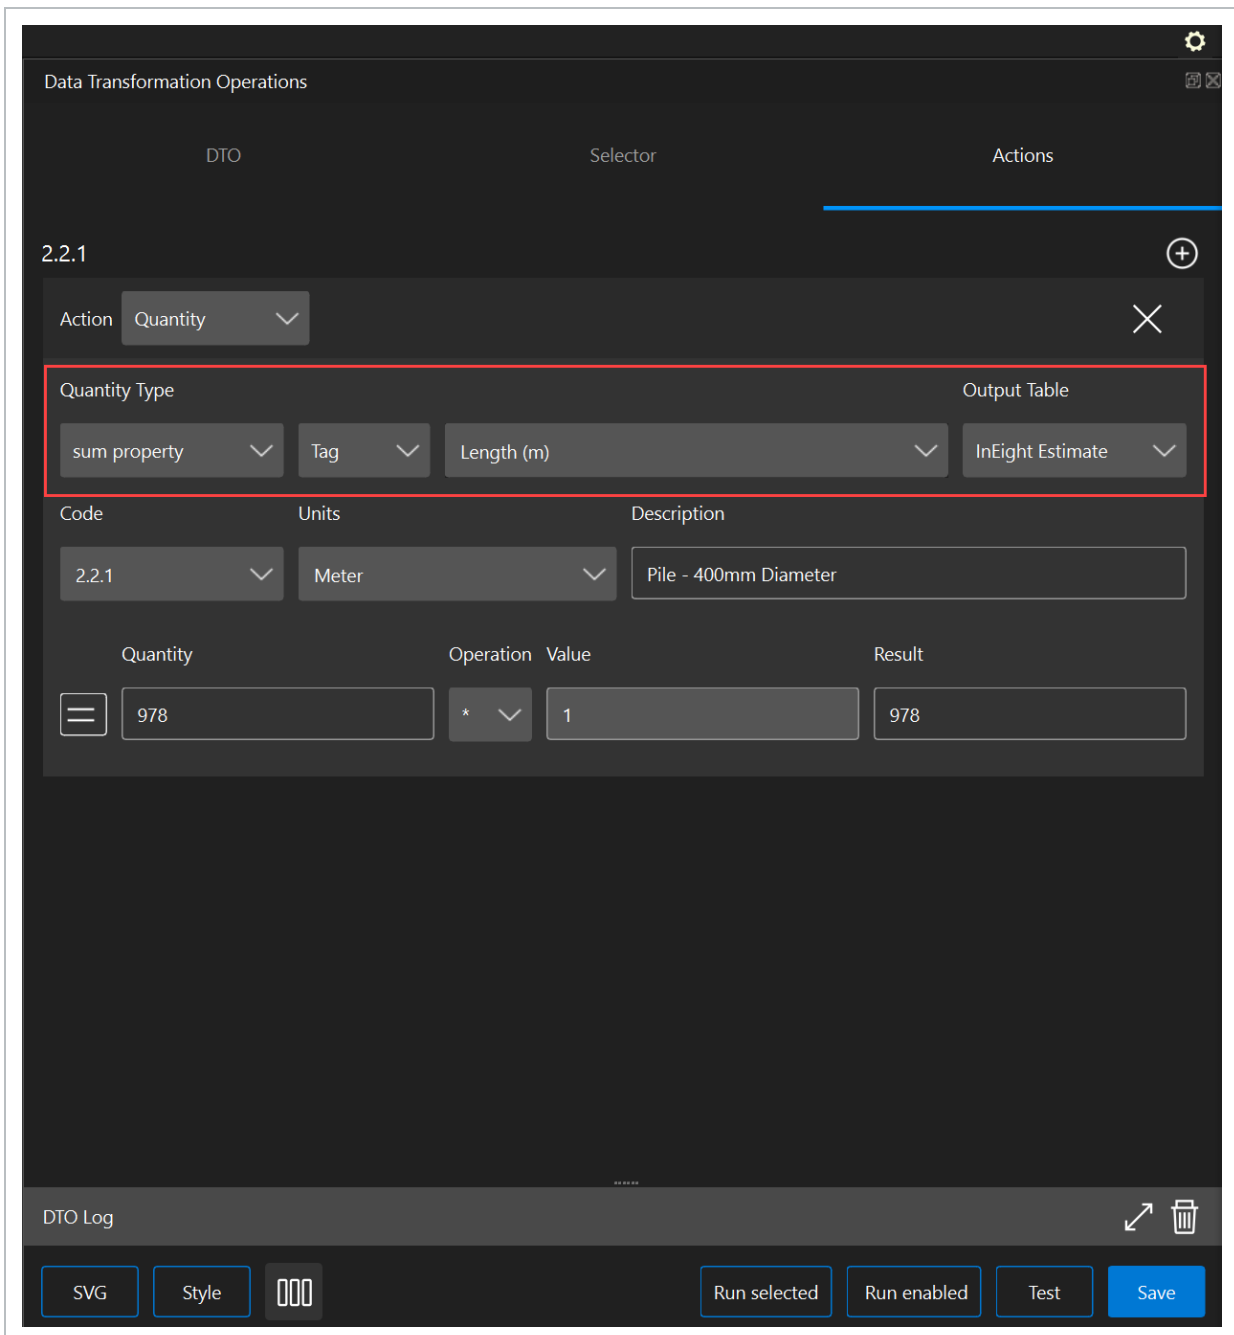 Data Transformation Operations
DTO Selector Actions
2.2.1
Action Quantity
Quantity Type Output Table
sum property Tag Length (m) InEight Estimate
Code Units Description
2.2.1 Meter Pile - 400mm Diameter
Quantity Operation Value Result
978 * 1 978
DTO Log
SVG Style Run selected Run enabled Test Save